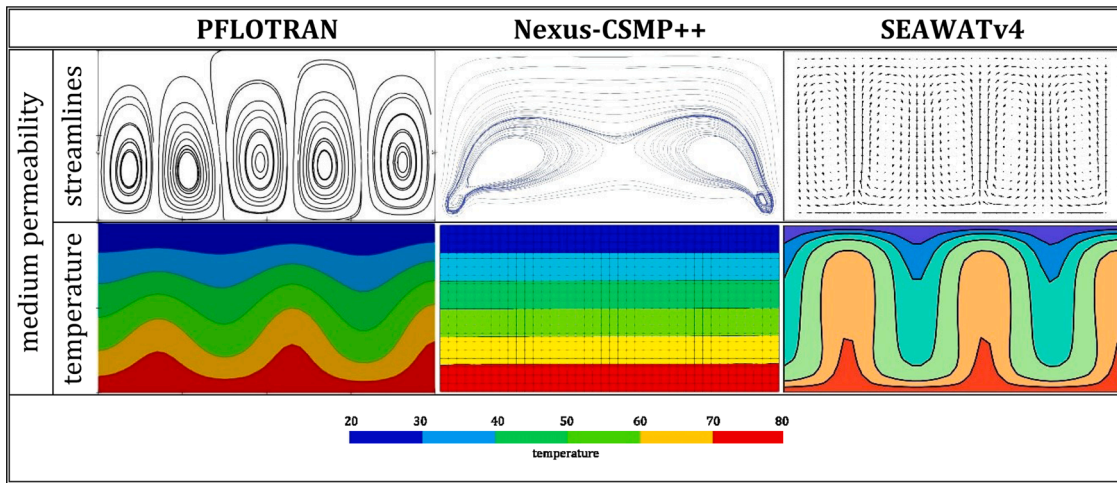 PFLOTRAN
Nexus-CSMP++
SEAWATv4
medium permeability
streamlines
temperature
20 30 40 50 60 70 80
temperature